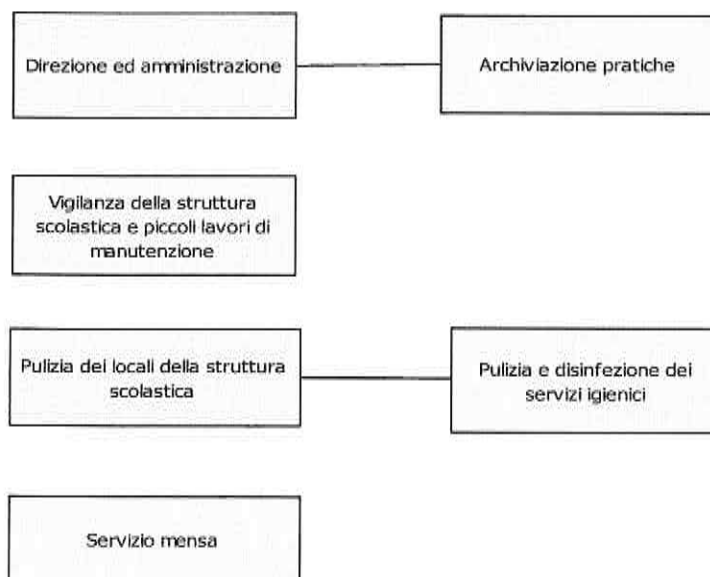 Direzione ed amministrazione
Archiviazione pratiche
Vigilanza della struttura
scolastica e piccoli lavori di
manutenzione
Pulizia dei locali della struttura
scolastica
Pulizia e disinfezione dei
servizi igienici
Servizio mensa